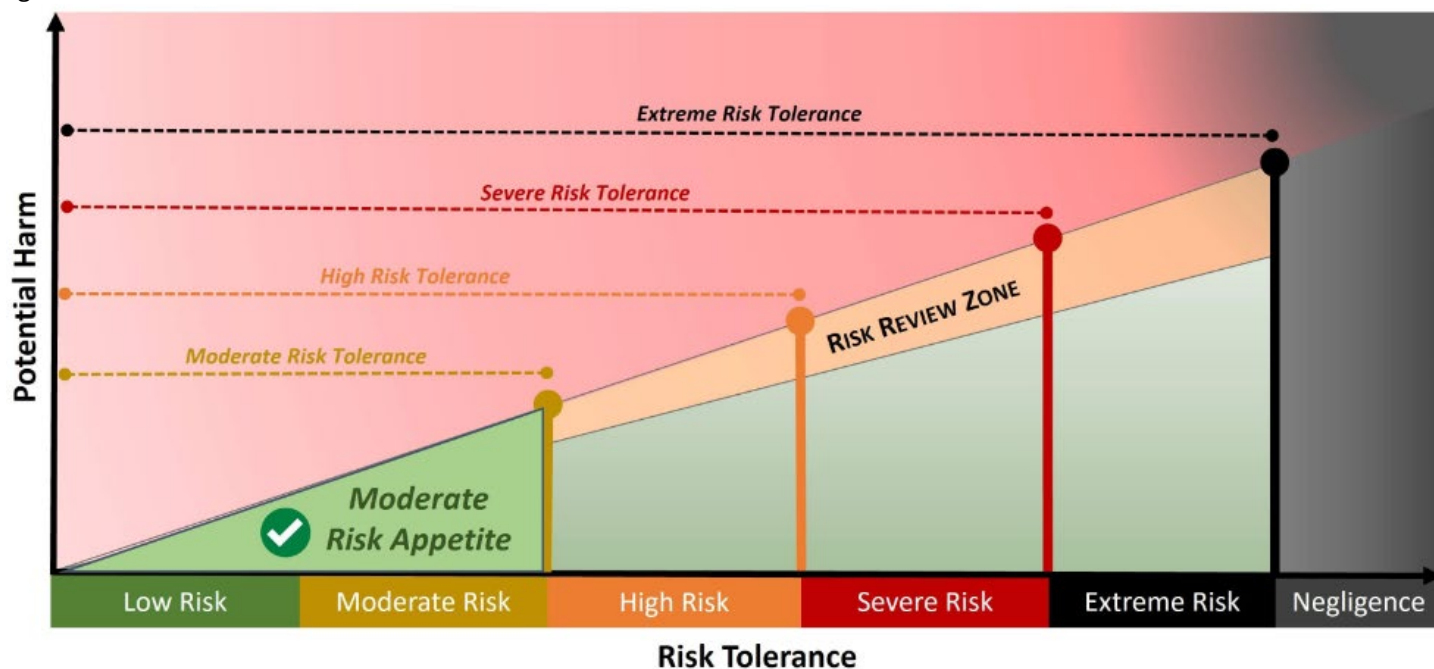 Extreme Risk Tolerance
Severe Risk Tolerance
High Risk Tolerance
Moderate Risk Tolerance
RISK REVIEW ZONE
Moderate
Risk Appetite
Potential Harm
Low Risk
Moderate Risk
High Risk
Severe Risk
Extreme Risk
Negligence
Risk Tolerance